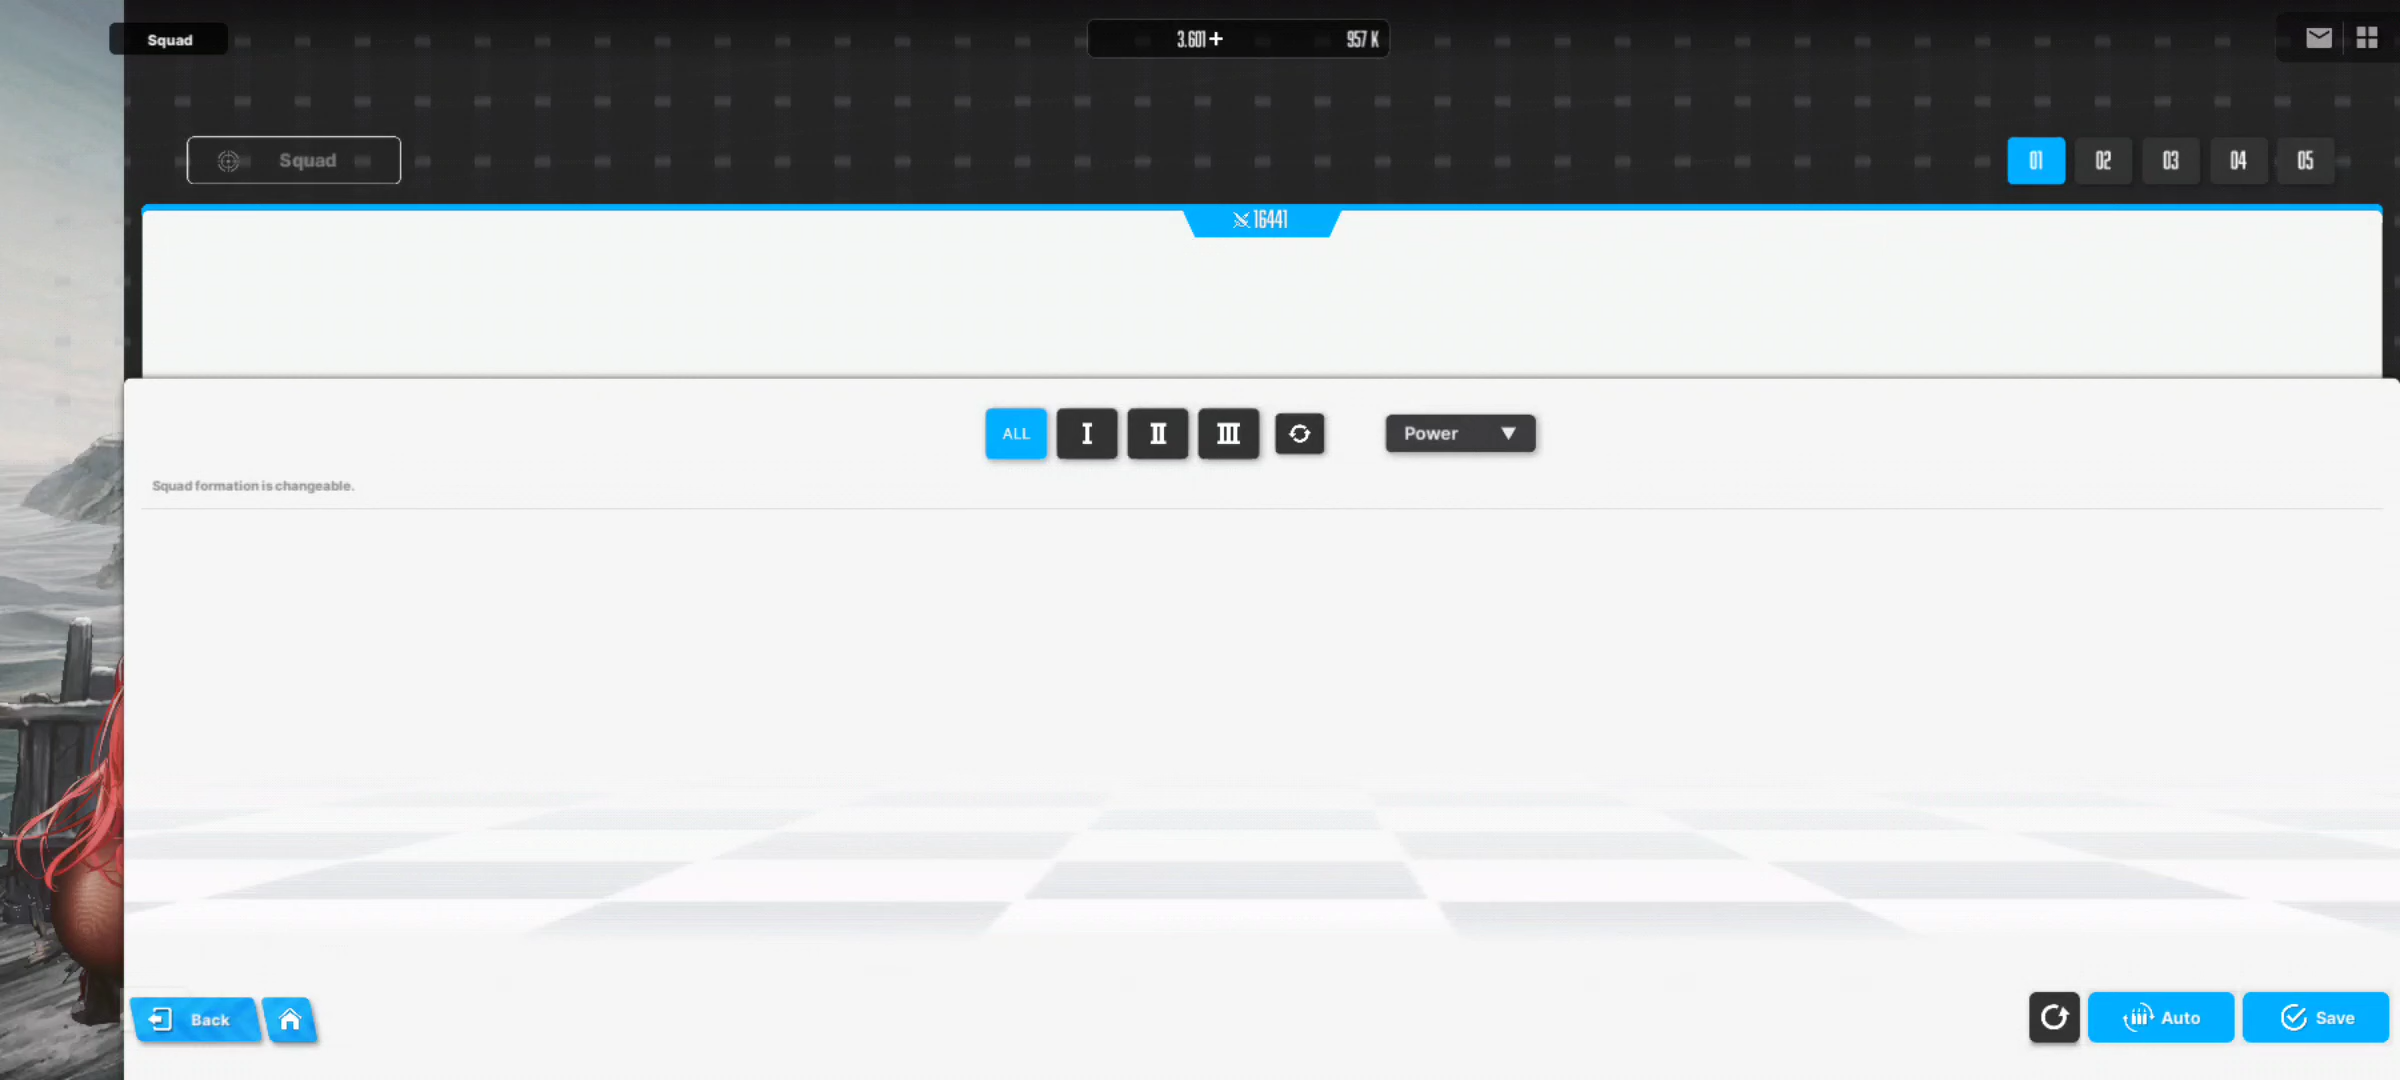 Squad
3.601+
957 K
Squad
01
02
03
04
05
16441
ALL
I
II
III
Power
Squad formation is changeable.
Back
Auto
Save